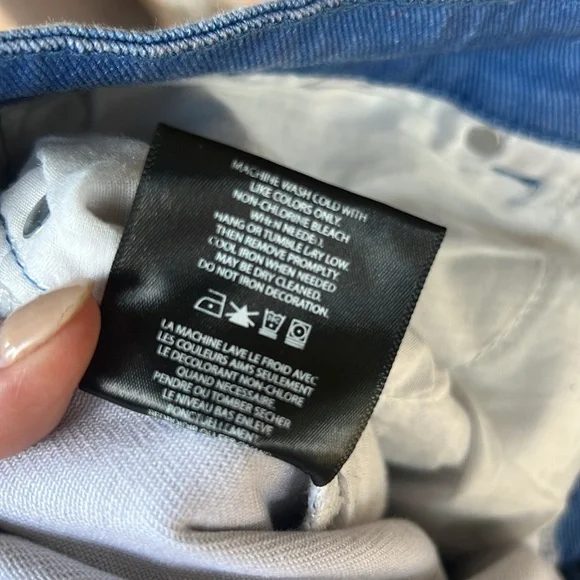 MACHINE WASH COLD WITH
LIKE COLORS ONLY.
NON-CHLORINE BLEACH
WHEN NEEDED.
HANG OR TUMBLE DRY LOW.
THEN REMOVE PROMPLTY
COOL IRON WHEN NEEDED
MAY BE DRY CLEANED.
DO NOT IRON DECORATION.
LA MACHINE LAVE LE FROID AVEC
LES COULEURS AIMS SEULEMENT
LE DECOLORANT NON-CHLORE
QUAND NECESSAIRE
PENDRE OU TOMBER SECHER
LE NIVEAU BAS ENLEVE